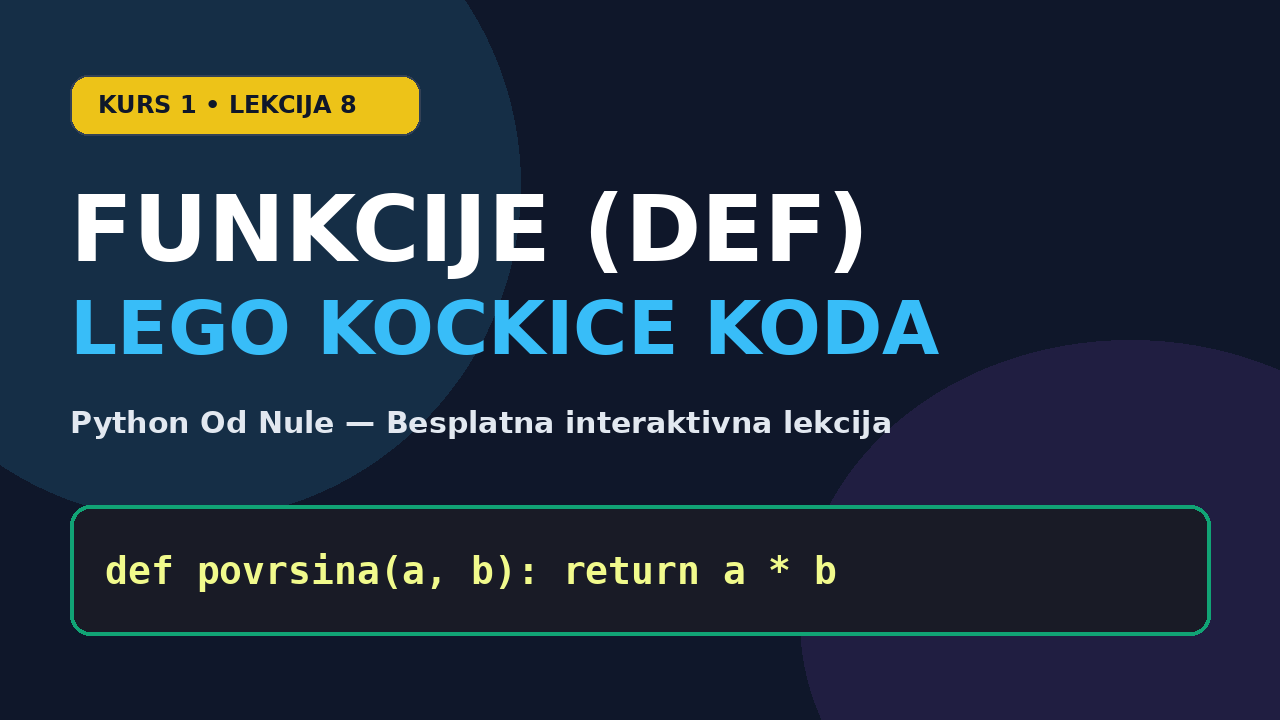 KURS 1 • LEKCIJA 8
FUNKCIJE (DEF)
LEGO KOCKICE KODA
Python Od Nule — Besplatna interaktivna lekcija
def povrsina(a, b): return a * b